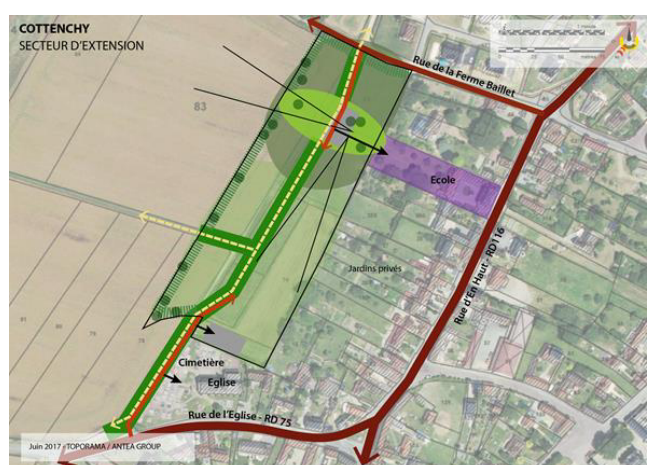 COTTENCHY
SECTEUR D'EXTENSION
Rue de la Ferme Baillet
83
Ecole
Rue d'En Haut - RD116
Jardins privés
Cimetière
Eglise
Rue de l'Eglise - RD 75
Juin 2017 - TOPORAMA / ANTEA GROUP